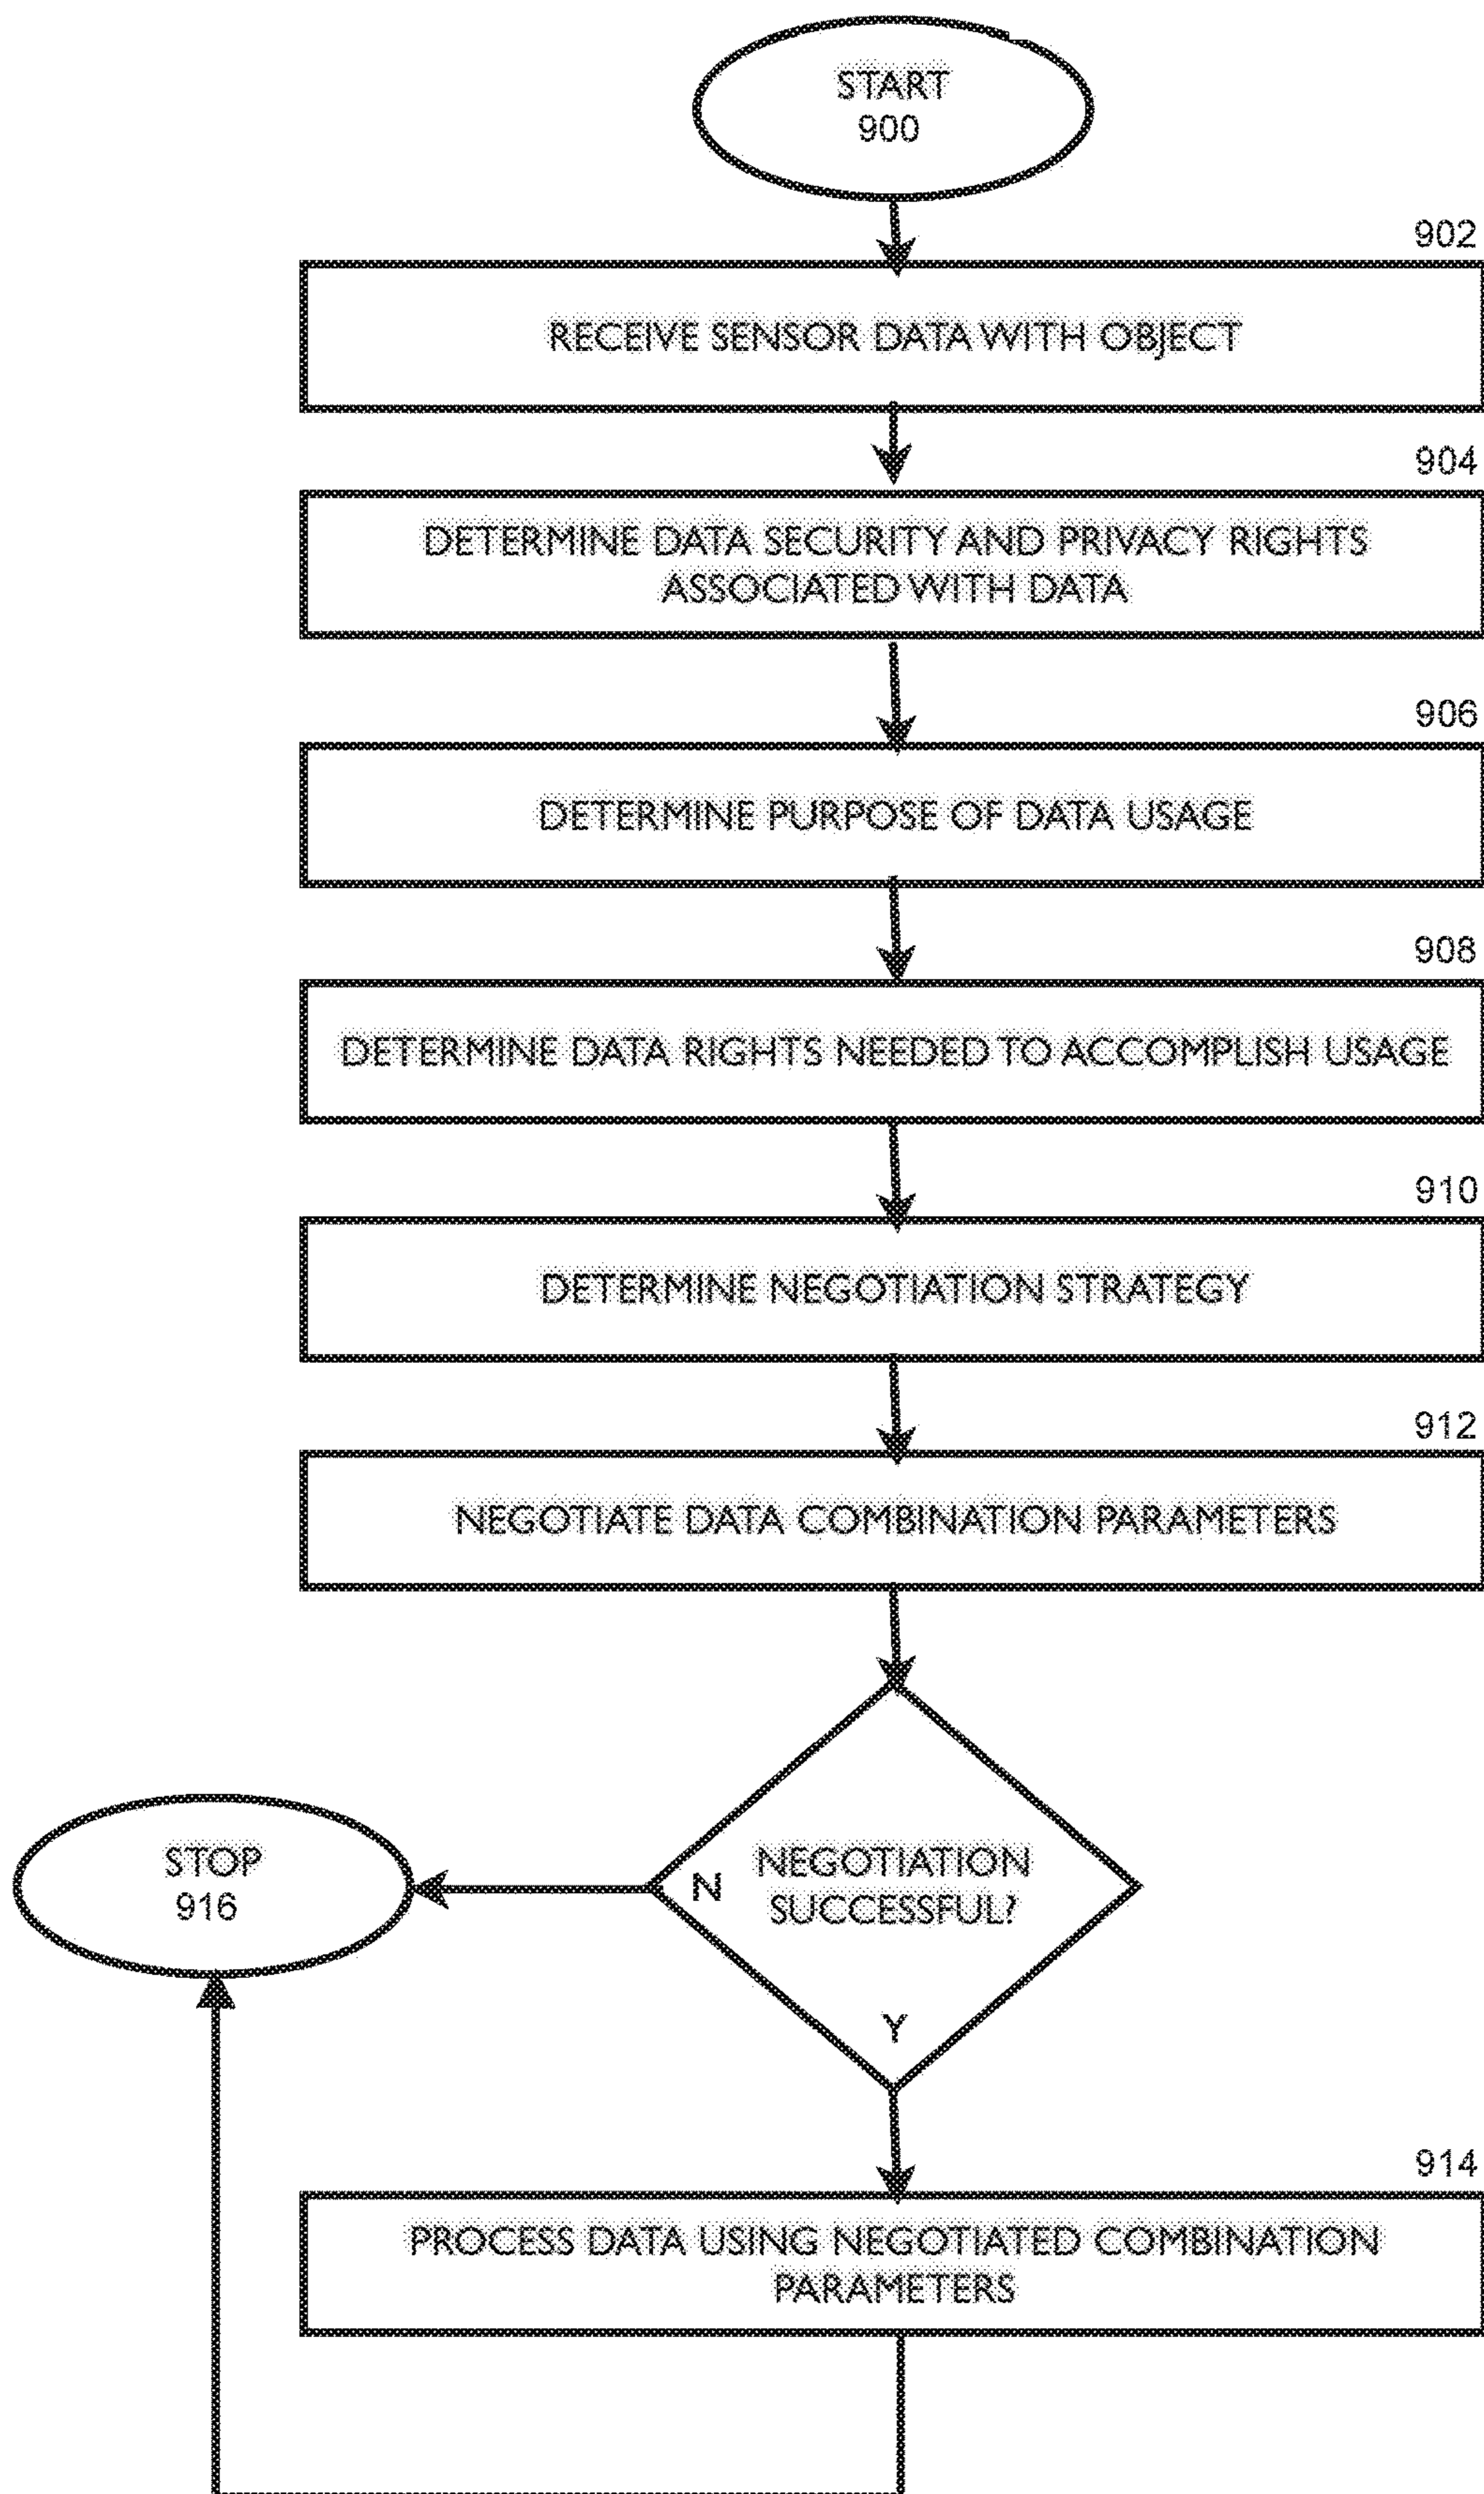 START
900
902
RECEIVE SENSOR DATA WITH OBJECT
904
DETERMINE DATA SECURITY AND PRIVACY RIGHTS
ASSOCIATED WITH DATA
906
DETERMINE PURPOSE OF DATA USAGE
908
DETERMINE DATA RIGHTS NEEDED TO ACCOMPLISH USAGE
910
DETERMINE NEGOTIATION STRATEGY
912
NEGOTIATE DATA COMBINATION PARAMETERS
STOP
916
N
NEGOTIATION
SUCCESSFUL?
Y
914
PROCESS DATA USING NEGOTIATED COMBINATION
PARAMETERS